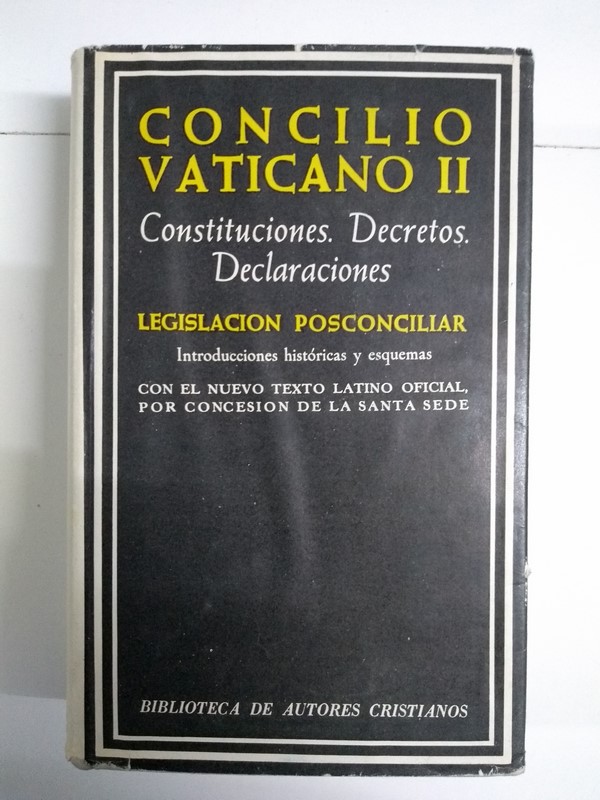 CONCILIO
VATICANO II
Constituciones. Decretos.
Declaraciones
LEGISLACION POSCONCILIAR
Introducciones históricas y esquemas
CON EL NUEVO TEXTO LATINO OFICIAL,
POR CONCESION DE LA SANTA SEDE
BIBLIOTECA DE AUTORES CRISTIANOS